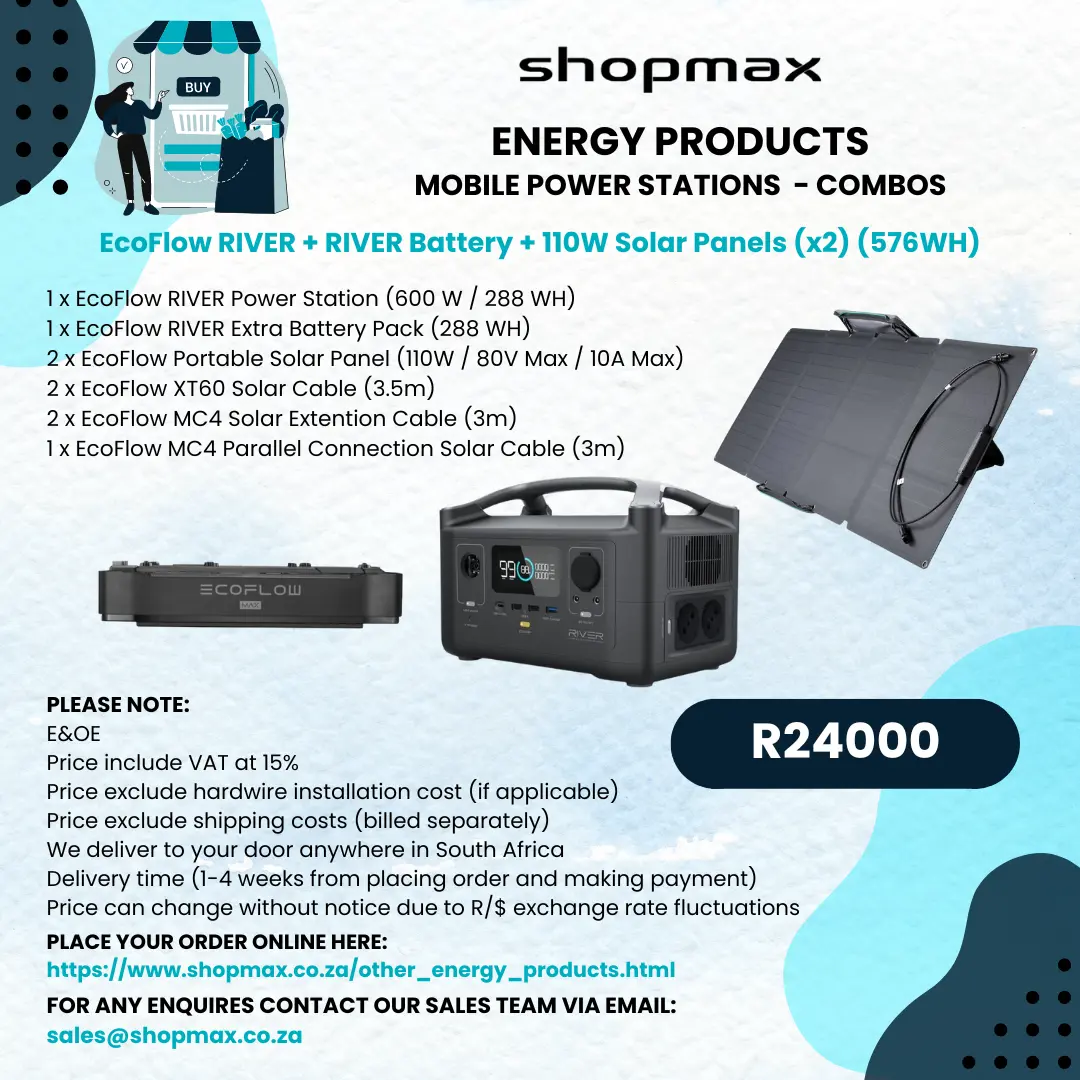 BUY
shopmax
ENERGY PRODUCTS
MOBILE POWER STATIONS - COMBOS
EcoFlow RIVER + RIVER Battery + 110W Solar Panels (x2) (576WH)
1 x EcoFlow RIVER Power Station (600 W / 288 WH)
1 x EcoFlow RIVER Extra Battery Pack (288 WH)
2 x EcoFlow Portable Solar Panel (110W / 80V Max / 10A Max)
2 x EcoFlow XT60 Solar Cable (3.5m)
2 x EcoFlow MC4 Solar Extention Cable (3m)
1 x EcoFlow MC4 Parallel Connection Solar Cable (3m)
ECOFLOW
MAX
99
RIVER
PLEASE NOTE:
E&OE
Price include VAT at 15%
Price exclude hardwire installation cost (if applicable)
Price exclude shipping costs (billed separately)
We deliver to your door anywhere in South Africa
Delivery time (1-4 weeks from placing order and making payment)
Price can change without notice due to R/$ exchange rate fluctuations
R24000
PLACE YOUR ORDER ONLINE HERE:
https://www.shopmax.co.za/other_energy_products.html
FOR ANY ENQUIRES CONTACT OUR SALES TEAM VIA EMAIL:
sales@shopmax.co.za